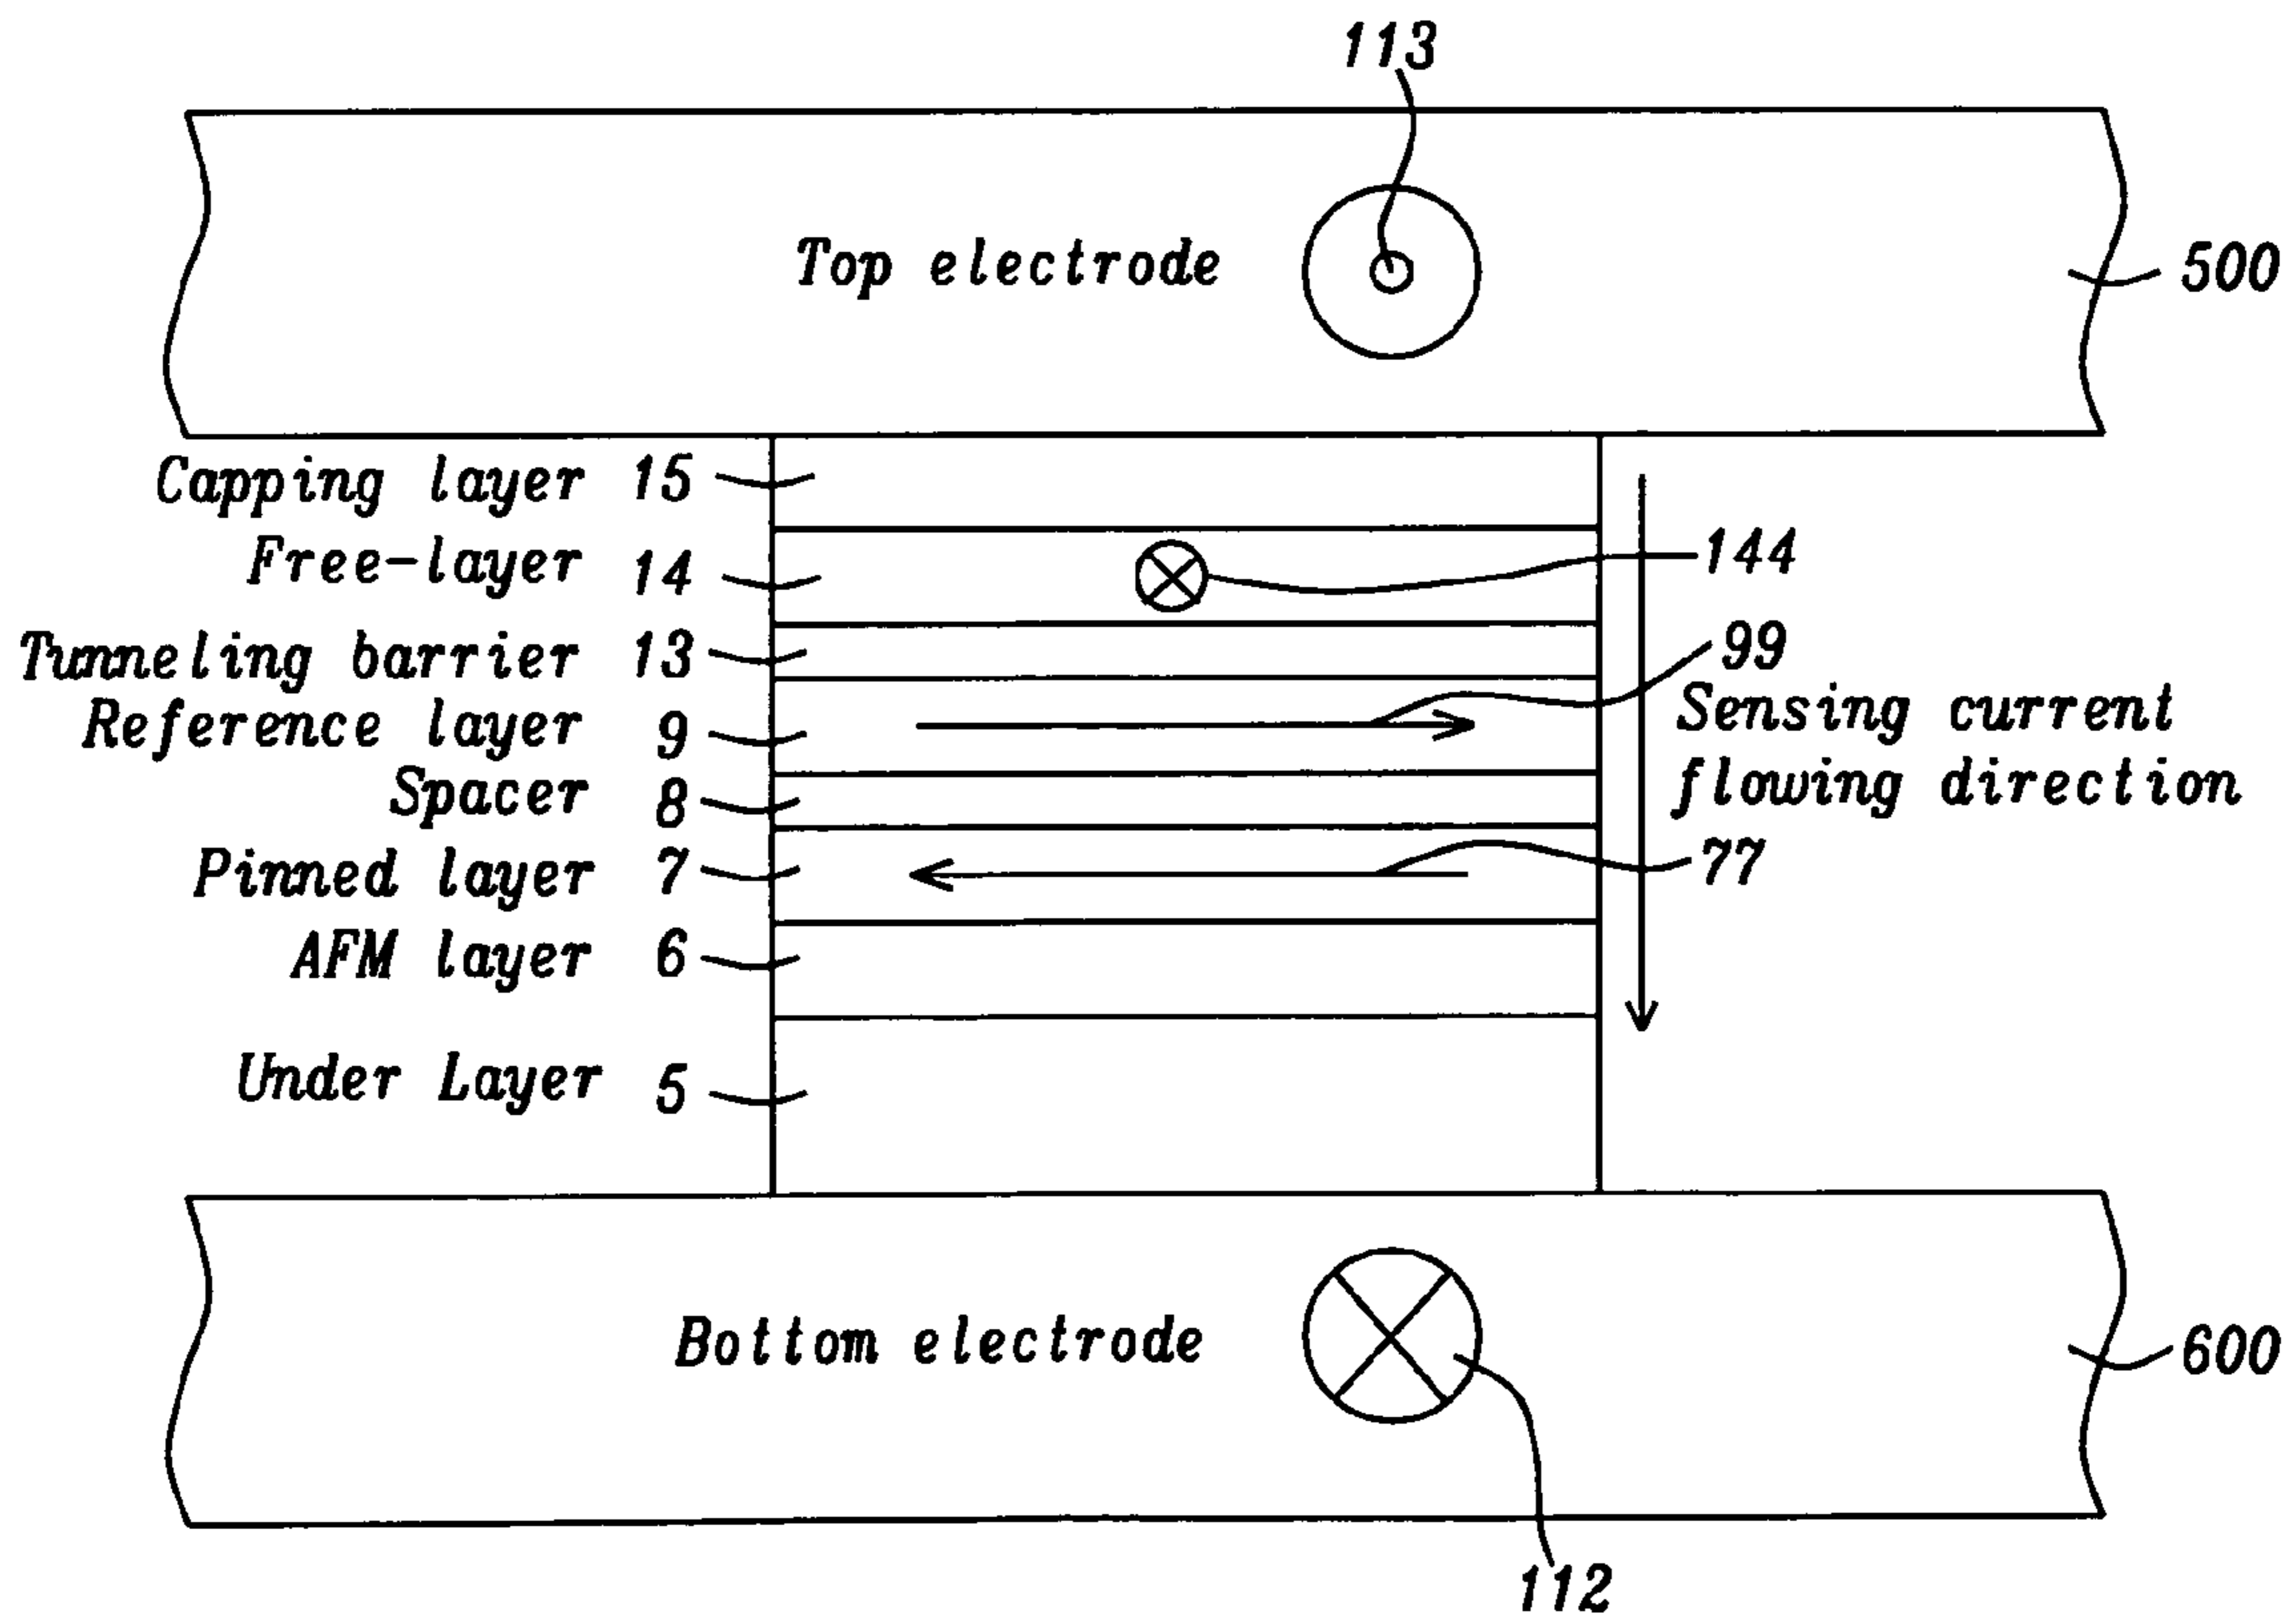 113
Top electrode
500
Capping layer 15
Free-layer 14
144
Tunneling barrier 13
99
Reference layer 9
Sensing current
flowing direction
Spacer 8
Pinned layer 7
77
AFM layer 6
Under Layer 5
Bottom electrode
600
112